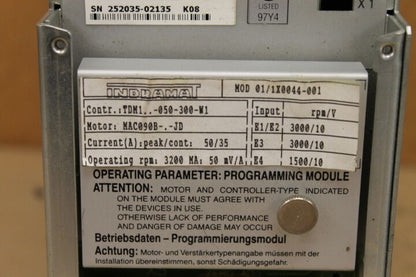 SN 252035-02135 K08
LISTED
97Y4
X 1
INDRAMAT MOD 01/1X0044-001
Contr.:TDM1.-050-300-W1 Input rpm/V
Motor: MAC090B-.-JD E1/E2 3000/10
Current(A):peak/cont: 50/35 E3 3000/10
Operating rpm: 3200 MA: 50 mV/A E4 1500/10
OPERATING PARAMETER: PROGRAMMING MODULE
ATTENTION: MOTOR AND CONTROLLER-TYPE INDICATED
ON THE MODULE MUST AGREE WITH
THE DEVICES IN USE.
OTHERWISE LACK OF PERFORMANCE
AND DANGER OF DAMAGE MAY OCCUR.
Betriebsdaten – Programmierungsmodul
Achtung: Motor- und Verstärkertypenangabe müssen mit der
Installation übereinstimmen, sonst Schädigungsgefahr.